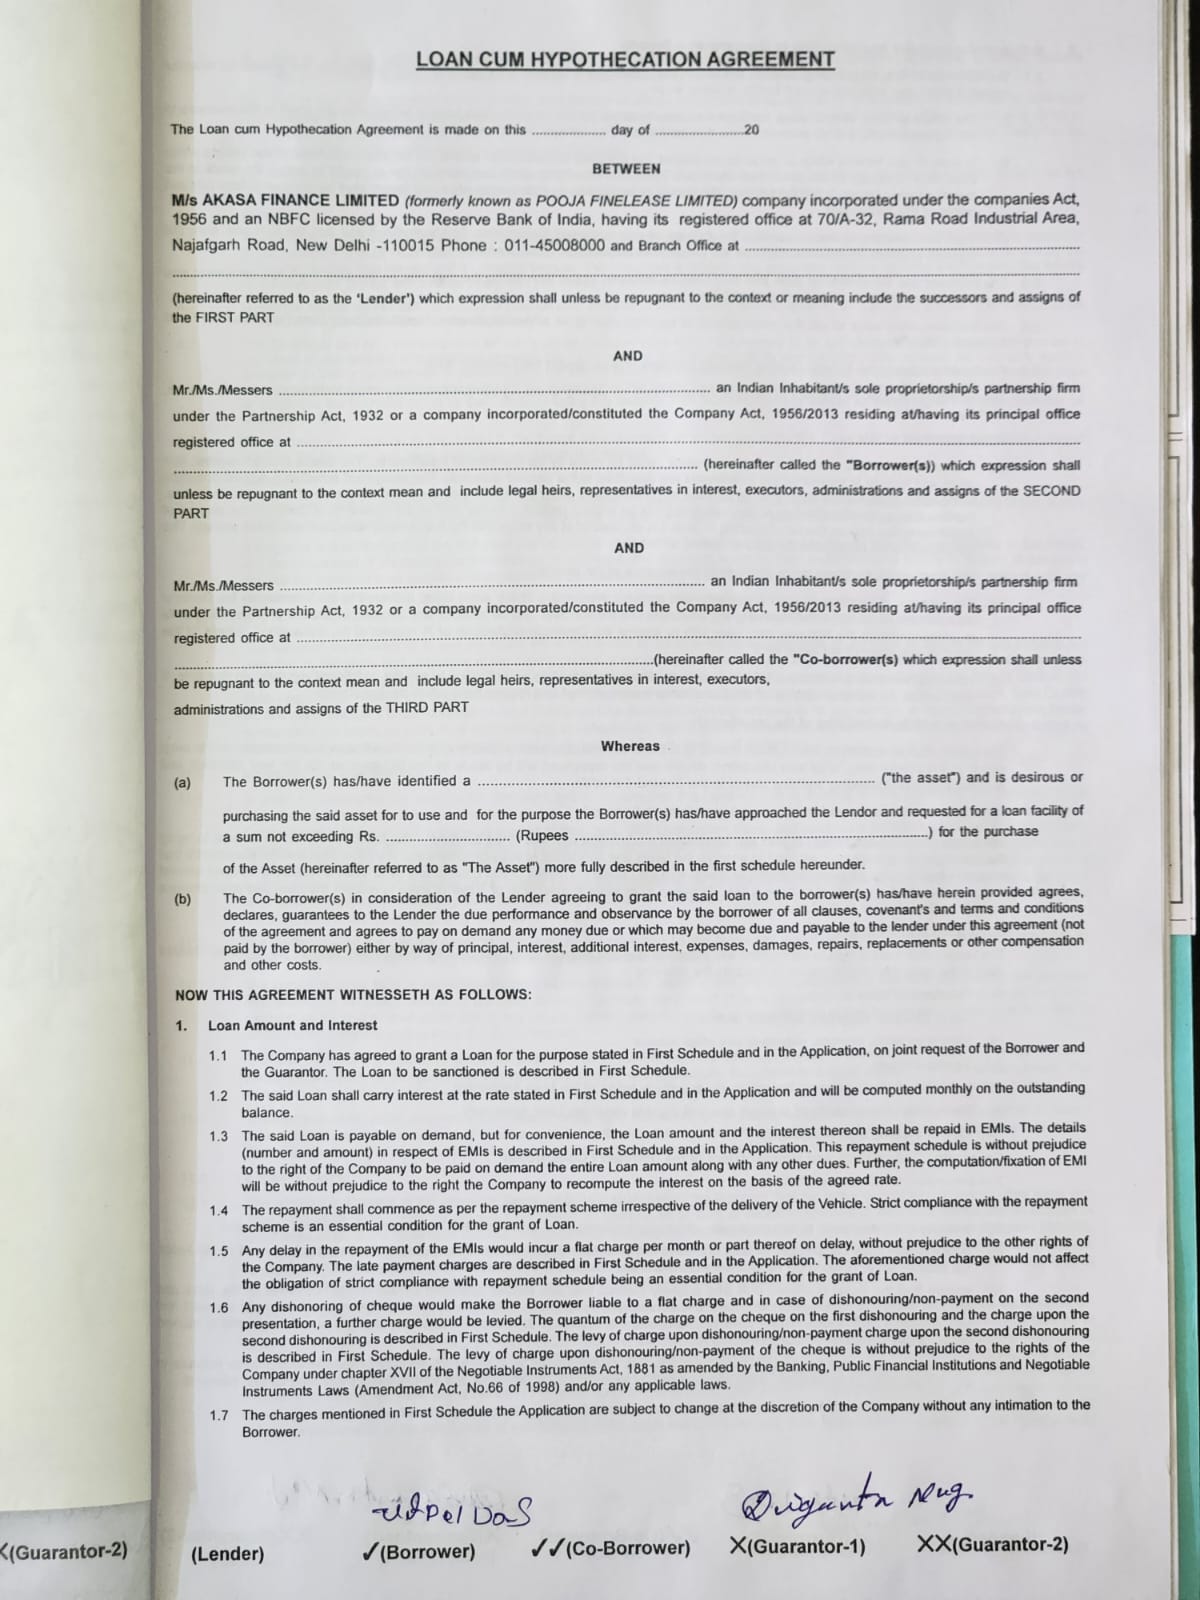 LOAN CUM HYPOTHECATION AGREEMENT
The Loan cum Hypothecation Agreement is made on this .................. day of ......................20
BETWEEN
M/s AKASA FINANCE LIMITED (formerly known as POOJA FINELEASE LIMITED) company incorporated under the companies Act,
1956 and an NBFC licensed by the Reserve Bank of India, having its registered office at 70/A-32, Rama Road Industrial Area,
Najafgarh Road, New Delhi -110015 Phone : 011-45008000 and Branch Office at ......................
......................
(hereinafter referred to as the 'Lender') which expression shall unless be repugnant to the context or meaning include the successors and assigns of
the FIRST PART
AND
Mr./Ms./Messers ...................... an Indian Inhabitant/s sole proprietorship/s partnership firm
under the Partnership Act, 1932 or a company incorporated/constituted the Company Act, 1956/2013 residing at/having its principal office
registered office at ......................
...................... (hereinafter called the "Borrower(s)) which expression shall
unless be repugnant to the context mean and include legal heirs, representatives in interest, executors, administrations and assigns of the SECOND
PART
AND
Mr./Ms./Messers ...................... an Indian Inhabitant/s sole proprietorship/s partnership firm
under the Partnership Act, 1932 or a company incorporated/constituted the Company Act, 1956/2013 residing at/having its principal office
registered office at ......................
......................(hereinafter called the "Co-borrower(s) which expression shall unless
be repugnant to the context mean and include legal heirs, representatives in interest, executors,
administrations and assigns of the THIRD PART
Whereas
(a) The Borrower(s) has/have identified a ...................... ("the asset") and is desirous or
purchasing the said asset for to use and for the purpose the Borrower(s) has/have approached the Lendor and requested for a loan facility of
a sum not exceeding Rs. ...................... (Rupees ......................) for the purchase
of the Asset (hereinafter referred to as "The Asset") more fully described in the first schedule hereunder.
(b) The Co-borrower(s) in consideration of the Lender agreeing to grant the said loan to the borrower(s) has/have herein provided agrees,
declares, guarantees to the Lender the due performance and observance by the borrower of all clauses, covenant's and terms and conditions
of the agreement and agrees to pay on demand any money due or which may become due and payable to the lender under this agreement (not
paid by the borrower) either by way of principal, interest, additional interest, expenses, damages, repairs, replacements or other compensation
and other costs.
NOW THIS AGREEMENT WITNESSETH AS FOLLOWS:
1. Loan Amount and Interest
1.1 The Company has agreed to grant a Loan for the purpose stated in First Schedule and in the Application, on joint request of the Borrower and
the Guarantor. The Loan to be sanctioned is described in First Schedule.
1.2 The said Loan shall carry interest at the rate stated in First Schedule and in the Application and will be computed monthly on the outstanding
balance.
1.3 The said Loan is payable on demand, but for convenience, the Loan amount and the interest thereon shall be repaid in EMIs. The details
(number and amount) in respect of EMIs is described in First Schedule and in the Application. This repayment schedule is without prejudice
to the right of the Company to be paid on demand the entire Loan amount along with any other dues. Further, the computation/fixation of EMI
will be without prejudice to the right the Company to recompute the interest on the basis of the agreed rate.
1.4 The repayment shall commence as per the repayment scheme irrespective of the delivery of the Vehicle. Strict compliance with the repayment
scheme is an essential condition for the grant of Loan.
1.5 Any delay in the repayment of the EMIs would incur a flat charge per month or part thereof on delay, without prejudice to the other rights of
the Company. The late payment charges are described in First Schedule and in the Application. The aforementioned charge would not affect
the obligation of strict compliance with repayment schedule being an essential condition for the grant of Loan.
1.6 Any dishonoring of cheque would make the Borrower liable to a flat charge and in case of dishonouring/non-payment on the second
presentation, a further charge would be levied. The quantum of the charge on the cheque on the first dishonouring and the charge upon the
second dishonouring is described in First Schedule. The levy of charge upon dishonouring/non-payment charge upon the second dishonouring
is described in First Schedule. The levy of charge upon dishonouring/non-payment of the cheque is without prejudice to the rights of the
Company under chapter XVII of the Negotiable Instruments Act, 1881 as amended by the Banking, Public Financial Institutions and Negotiable
Instruments Laws (Amendment Act, No.66 of 1998) and/or any applicable laws.
1.7 The charges mentioned in First Schedule the Application are subject to change at the discretion of the Company without any intimation to the
Borrower.
Das
X(Guarantor-2) (Lender) ✓(Borrower) ✓✓(Co-Borrower) X(Guarantor-1) XX(Guarantor-2)